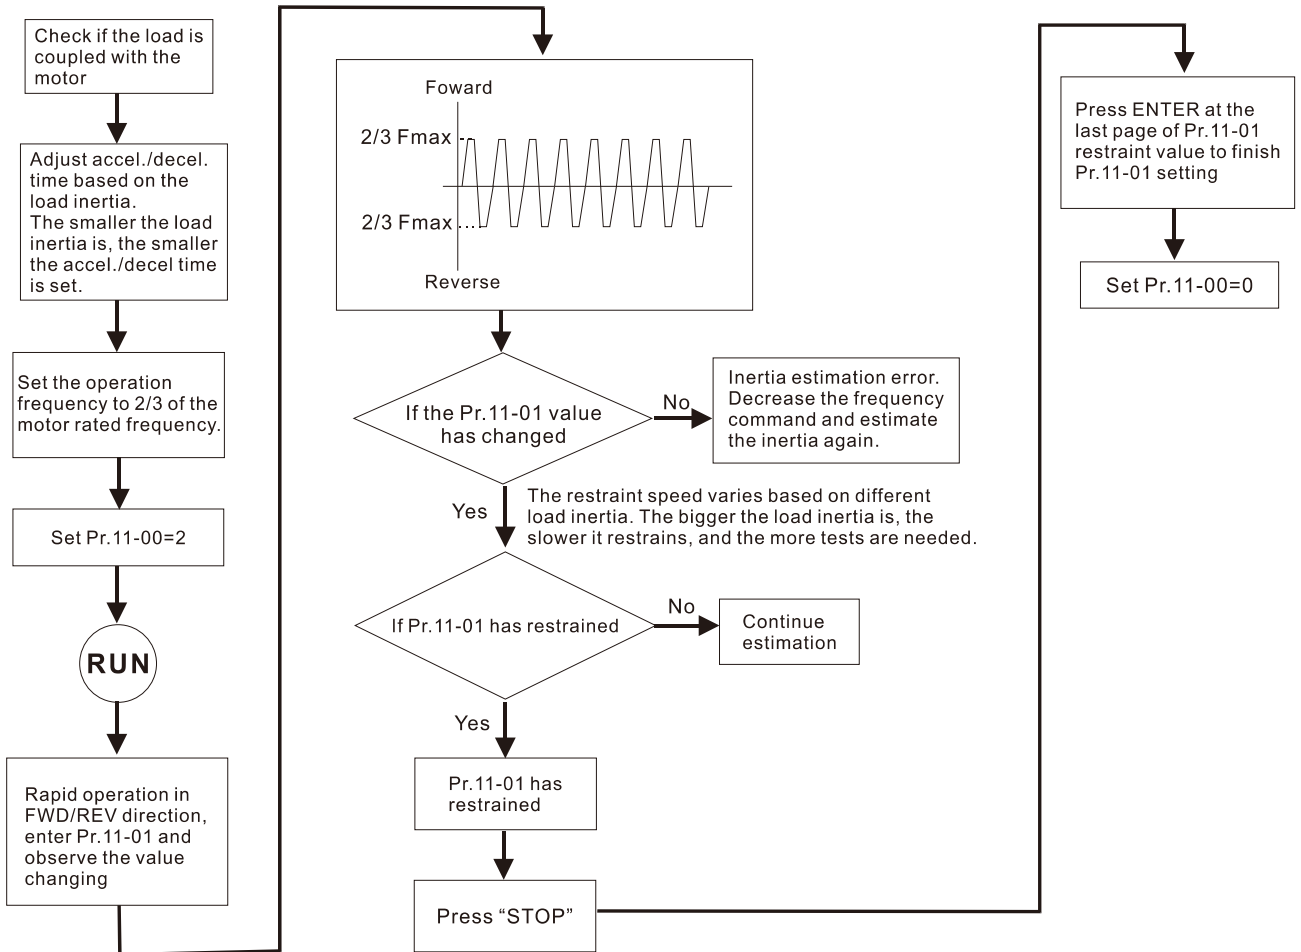 Check if the load is
coupled with the
motor
Adjust accel./decel.
time based on the
load inertia.
The smaller the load
inertia is, the smaller
the accel./decel time
is set.
Set the operation
frequency to 2/3 of the
motor rated frequency.
Set Pr.11-00=2
RUN
Rapid operation in
FWD/REV direction,
enter Pr.11-01 and
observe the value
changing
Foward
2/3 Fmax
2/3 Fmax
Reverse
If the Pr.11-01 value
has changed
No
Inertia estimation error.
Decrease the frequency
command and estimate
the inertia again.
Yes
The restraint speed varies based on different
load inertia. The bigger the load inertia is, the
slower it restrains, and the more tests are needed.
If Pr.11-01 has restrained
No
Continue
estimation
Yes
Pr.11-01 has
restrained
Press “STOP”
Press ENTER at the
last page of Pr.11-01
restraint value to finish
Pr.11-01 setting
Set Pr.11-00=0